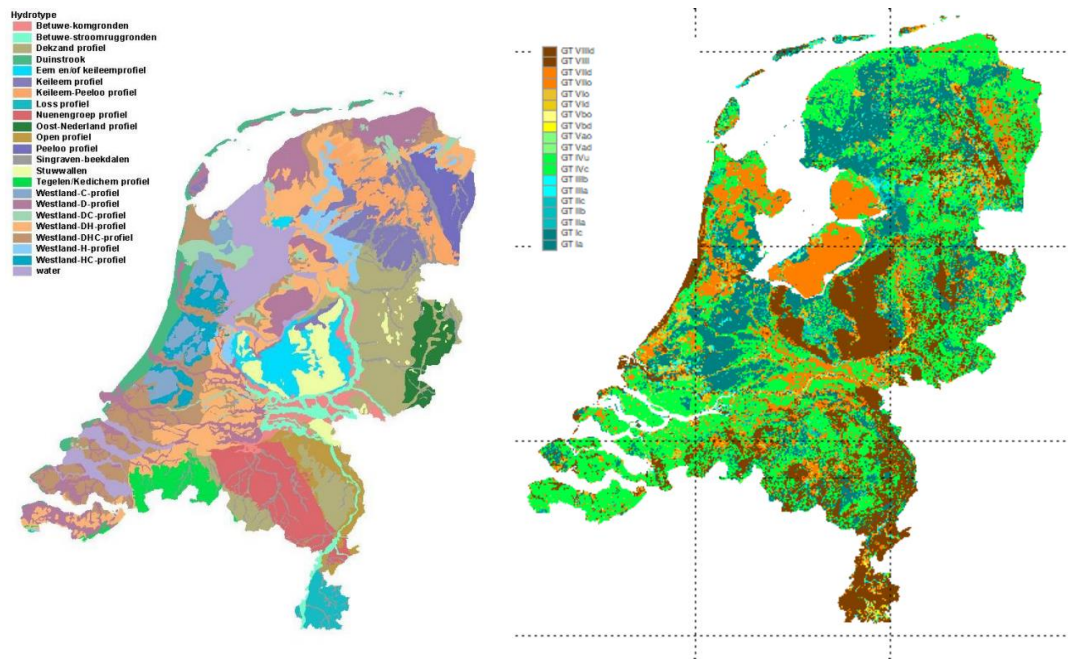 Hydrotype
Betuwe-komgronden
Betuwe-stroomruggronden
Dekzand profiel
Duinstrook
Eem en/of keileemprofiel
Keileem profiel
Keileem-Peeloo profiel
Loss profiel
Nuenengroep profiel
Oost-Nederland profiel
Open profiel
Peeloo profiel
Singraven-beekdalen
Stuwwallen
Tegelen/Kedichem profiel
Westland-C-profiel
Westland-D-profiel
Westland-DC-profiel
Westland-DH-profiel
Westland-DHC-profiel
Westland-H-profiel
Westland-HC-profiel
water
GT VIIId
GT VIIIo
GT VIId
GT VIIo
GT VIo
GT VId
GT Vbo
GT Vbd
GT Vao
GT Vad
GT IVu
GT IVc
GT IIIb
GT IIIa
GT IIc
GT IIb
GT IIa
GT Ic
GT Ia